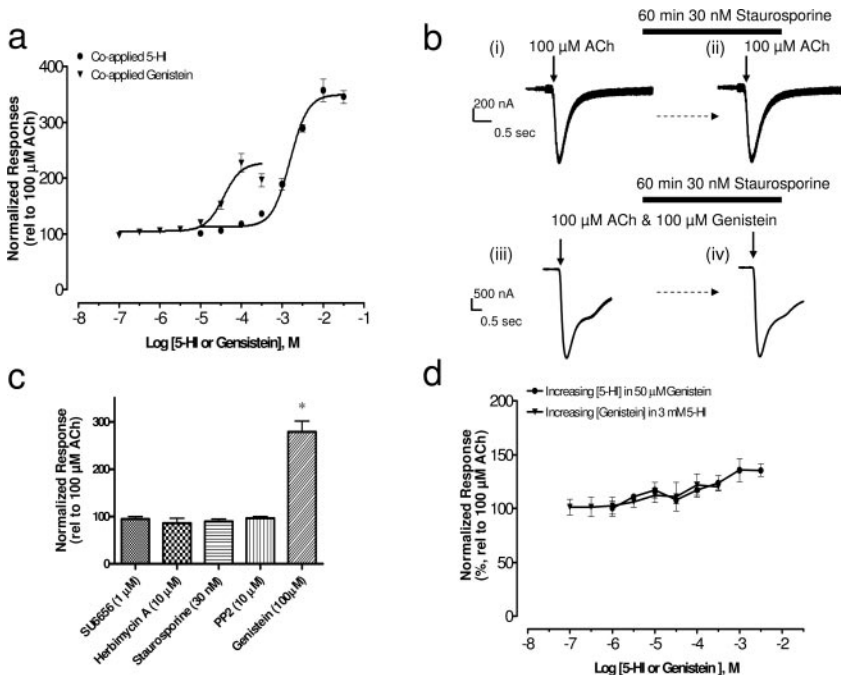 a
Co-applied 5-HI
Co-applied Genistein
Normalized Responses
(rel to 100 µM ACh)
400
300
200
100
0
-8 -7 -6 -5 -4 -3 -2 -1
Log [5-HI or Gensistein], M
b
60 min 30 nM Staurosporine
(i) 100 µM ACh (ii) 100 µM ACh
200 nA
0.5 sec
60 min 30 nM Staurosporine
100 µM ACh & 100 µM Genistein
(iii) (iv)
500 nA
0.5 sec
c
Normalized Response
(rel to 100 µM ACh)
300
200
100
0
*
SU6656 (1 µM)
Herbimycin A (10 µM)
Staurosporine (30 nM)
PP2 (10 µM)
Genistein (100µM)
d
Increasing [5-HI] in 50 µM Genistein
Increasing [Genistein] in 3 mM 5-HI
Normalized Response
(%, rel to 100 µM ACh)
200
150
100
50
0
-8 -7 -6 -5 -4 -3 -2
Log [5-HI or Genistein ], M